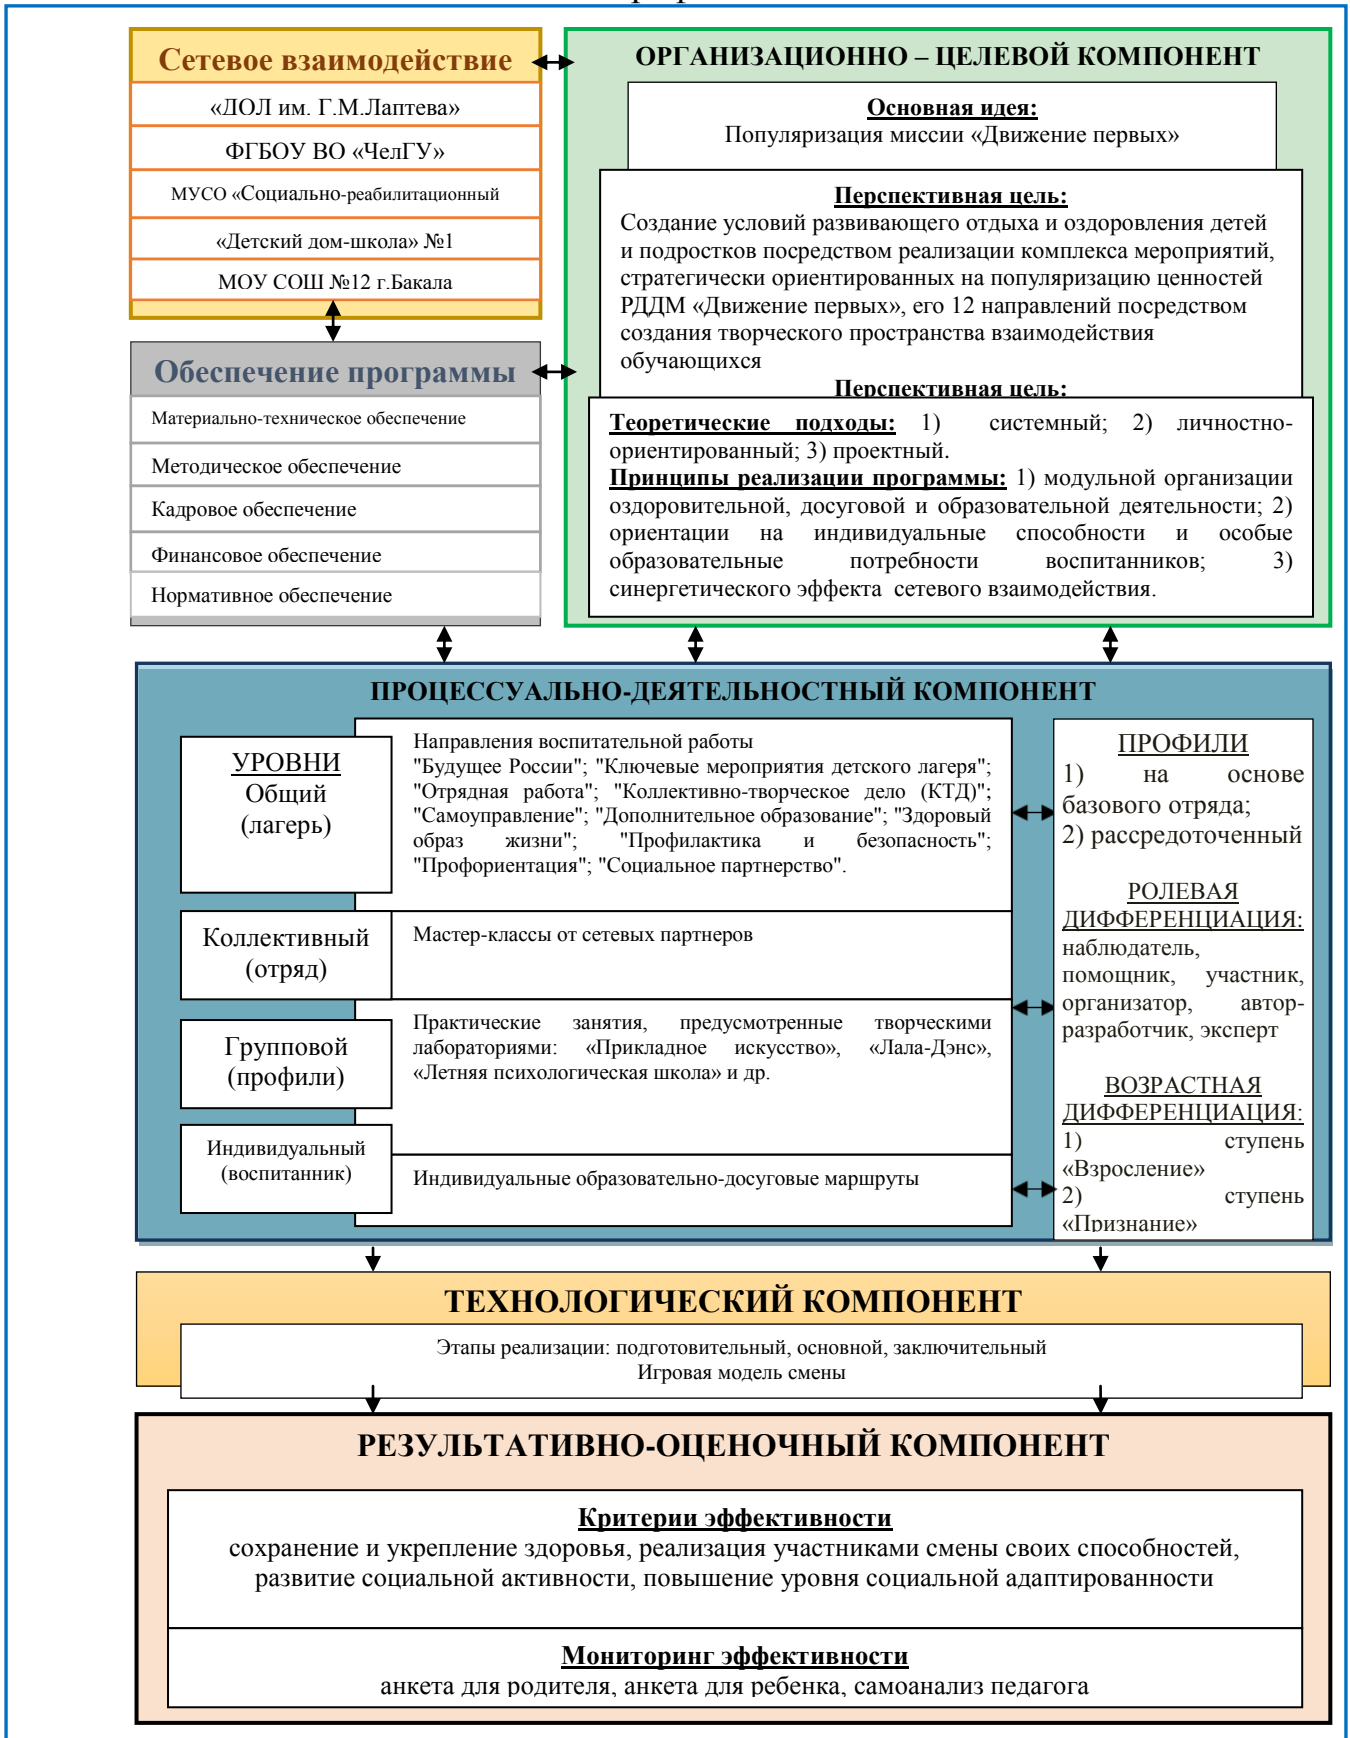 Сетевое взаимодействие
«ДОЛ им. Г.М.Лаптева»
ФГБОУ ВО «ЧелГУ»
МУСО «Социально-реабилитационный
«Детский дом-школа» №1
МОУ СОШ №12 г.Бакала
Обеспечение программы
Материально-техническое обеспечение
Методическое обеспечение
Кадровое обеспечение
Финансовое обеспечение
Нормативное обеспечение
ОРГАНИЗАЦИОННО – ЦЕЛЕВОЙ КОМПОНЕНТ
Основная идея:
Популяризация миссии «Движение первых»
Перспективная цель:
Создание условий развивающего отдыха и оздоровления детей
и подростков посредством реализации комплекса мероприятий,
стратегически ориентированных на популяризацию ценностей
РДДМ «Движение первых», его 12 направлений посредством
создания творческого пространства взаимодействия
обучающихся
Перспективная цель:
Теоретические подходы: 1) системный; 2) личностно-
ориентированный; 3) проектный.
Принципы реализации программы: 1) модульной организации
оздоровительной, досуговой и образовательной деятельности; 2)
ориентации на индивидуальные способности и особые
образовательные потребности воспитанников; 3)
синергетического эффекта сетевого взаимодействия.
ПРОЦЕССУАЛЬНО-ДЕЯТЕЛЬНОСТНЫЙ КОМПОНЕНТ
УРОВНИ
Общий
(лагерь)
Направления воспитательной работы
"Будущее России"; "Ключевые мероприятия детского лагеря";
"Отрядная работа"; "Коллективно-творческое дело (КТД)";
"Самоуправление"; "Дополнительное образование"; "Здоровый
образ жизни"; "Профилактика и безопасность";
"Профориентация"; "Социальное партнерство".
Коллективный
(отряд)
Мастер-классы от сетевых партнеров
Групповой
(профили)
Практические занятия, предусмотренные творческими
лабораториями: «Прикладное искусство», «Лала-Дэнс»,
«Летняя психологическая школа» и др.
Индивидуальный
(воспитанник)
Индивидуальные образовательно-досуговые маршруты
ПРОФИЛИ
1) на основе
базового отряда;
2) рассредоточенный
РОЛЕВАЯ
ДИФФЕРЕНЦИАЦИЯ:
наблюдатель,
помощник, участник,
организатор, автор-
разработчик, эксперт
ВОЗРАСТНАЯ
ДИФФЕРЕНЦИАЦИЯ:
1) ступень
«Взросление»
2) ступень
«Признание»
ТЕХНОЛОГИЧЕСКИЙ КОМПОНЕНТ
Этапы реализации: подготовительный, основной, заключительный
Игровая модель смены
РЕЗУЛЬТАТИВНО-ОЦЕНОЧНЫЙ КОМПОНЕНТ
Критерии эффективности
сохранение и укрепление здоровья, реализация участниками смены своих способностей,
развитие социальной активности, повышение уровня социальной адаптированности
Мониторинг эффективности
анкета для родителя, анкета для ребенка, самоанализ педагога